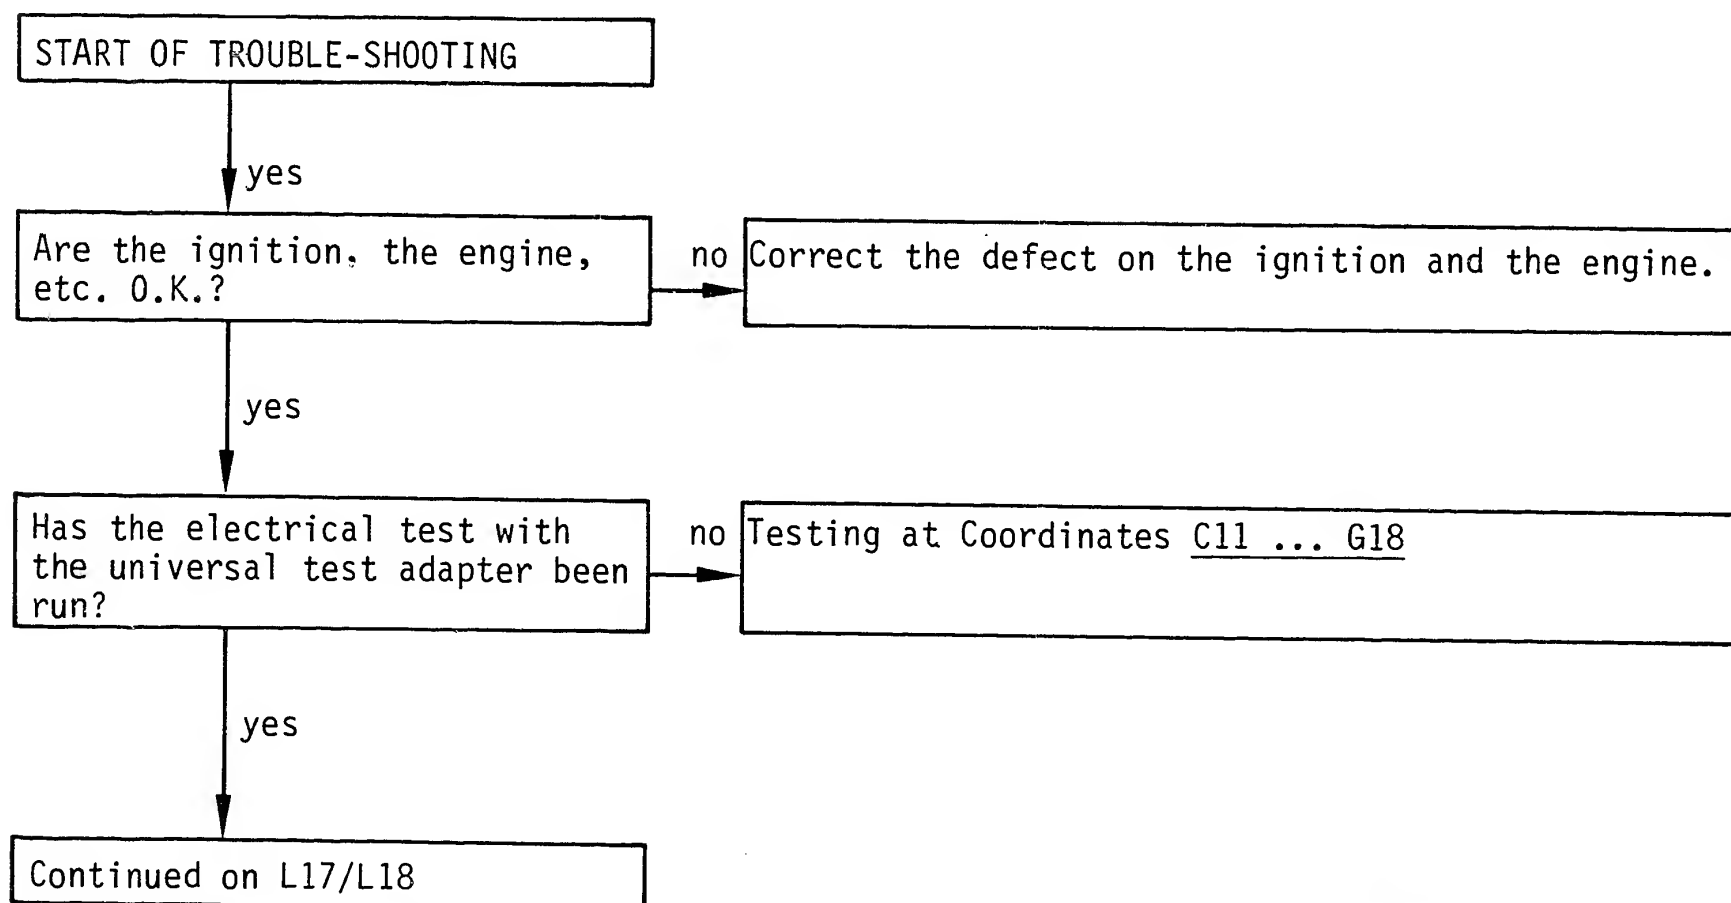 START OF TROUBLE-SHOOTING
yes
Are the ignition, the engine,
etc. O.K.?
no
Correct the defect on the ignition and the engine.
yes
Has the electrical test with
the universal test adapter been
run?
no
Testing at Coordinates C11 ... G18
yes
Continued on L17/L18